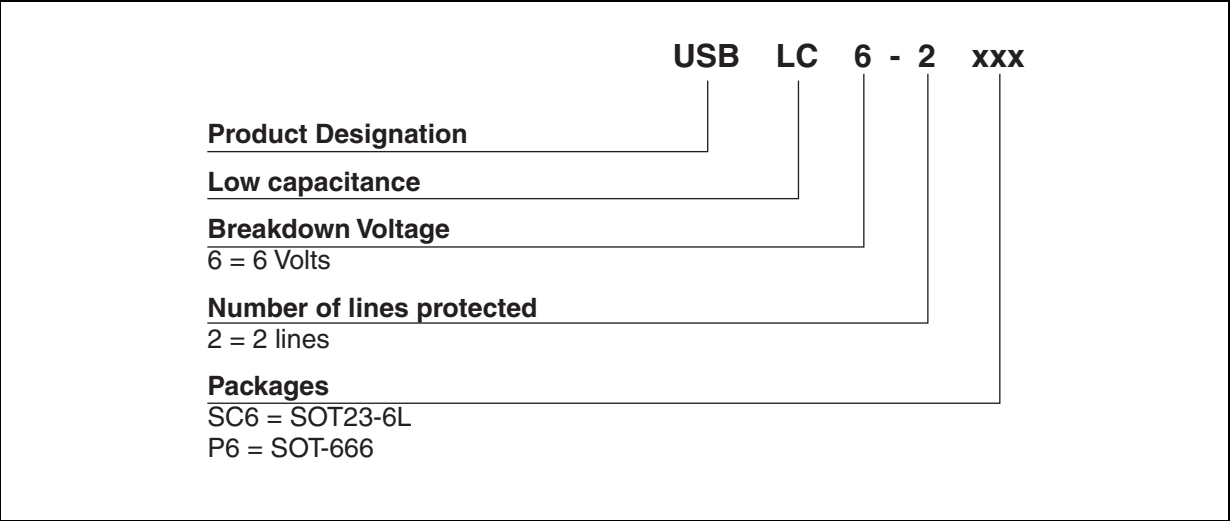 USB LC 6 - 2 xxx
Product Designation
Low capacitance
Breakdown Voltage
6 = 6 Volts
Number of lines protected
2 = 2 lines
Packages
SC6 = SOT23-6L
P6 = SOT-666